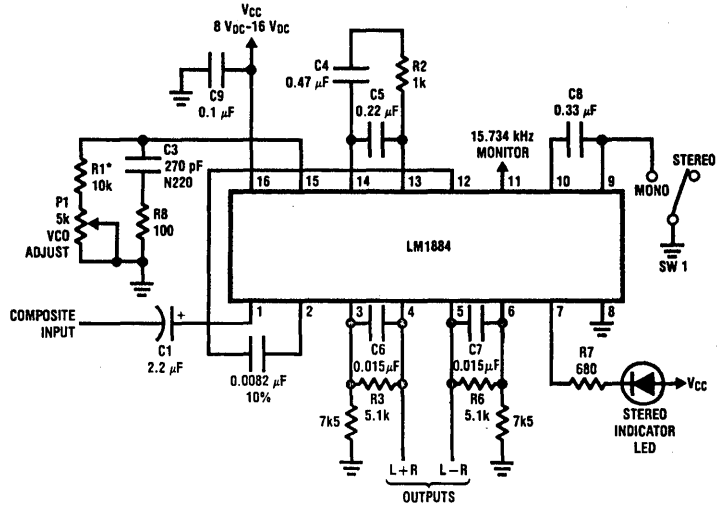 VCC
8 VDC-16 VDC
C9
0.1 µF
C4
0.47 µF
R2
1k
C5
0.22 µF
C8
0.33 µF
15.734 kHz
MONITOR
STEREO
MONO
SW 1
C3
270 pF
N220
R1*
10k
P1
5k
VCO
ADJUST
R8
100
16
15
14
13
12
11
10
9
LM1884
1
2
3
4
5
6
7
8
COMPOSITE
INPUT
+
C1
2.2 µF
0.0082 µF
10%
C6
0.015µF
R3
5.1k
7k5
C7
0.015µF
R6
5.1k
7k5
R7
680
VCC
STEREO
INDICATOR
LED
L+R
L−R
OUTPUTS